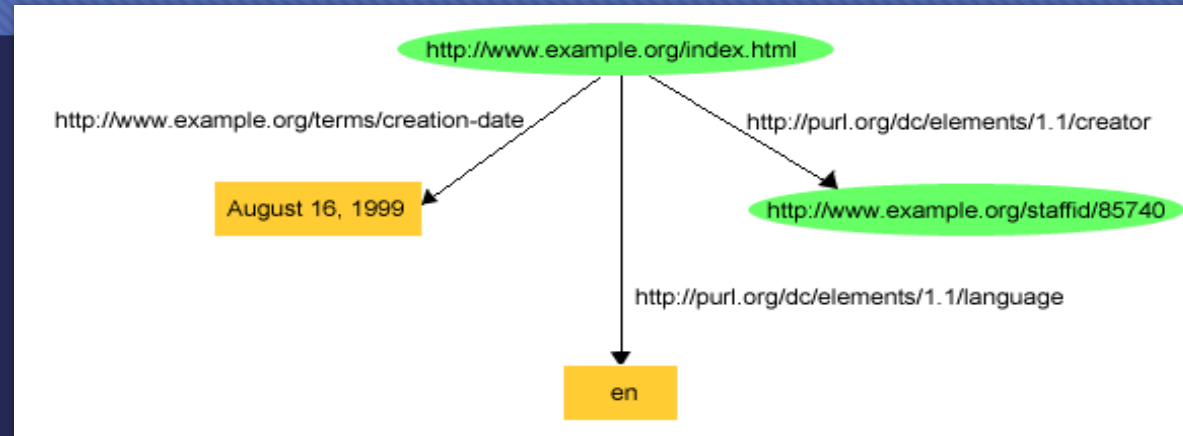 http://www.example.org/index.html
http://www.example.org/terms/creation-date
http://purl.org/dc/elements/1.1/creator
August 16, 1999
http://www.example.org/staffid/85740
http://purl.org/dc/elements/1.1/language
en